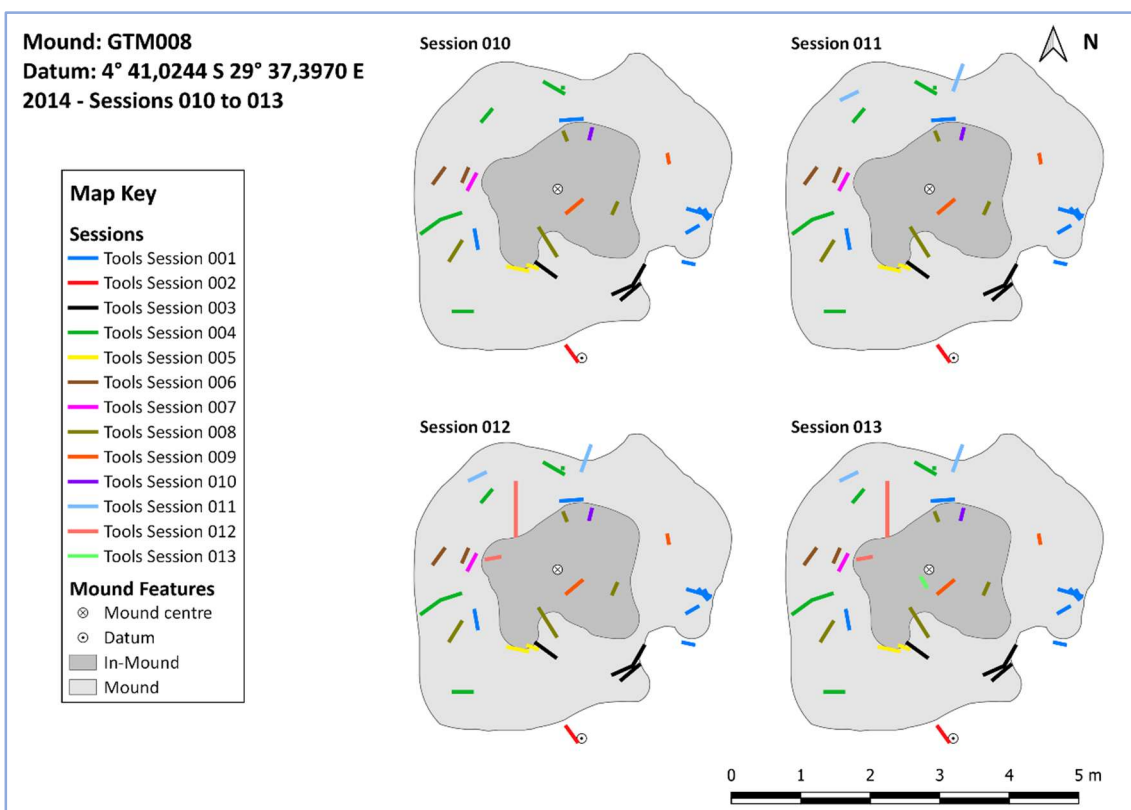 Mound: GTM008
Datum: 4° 41,0244 S 29° 37,3970 E
2014 - Sessions 010 to 013
Session 010
Session 011
N
Map Key
Sessions
Tools Session 001
Tools Session 002
Tools Session 003
Tools Session 004
Tools Session 005
Tools Session 006
Tools Session 007
Tools Session 008
Tools Session 009
Tools Session 010
Tools Session 011
Tools Session 012
Tools Session 013
Mound Features
Mound centre
Datum
In-Mound
Mound
Session 012
Session 013
0 1 2 3 4 5 m